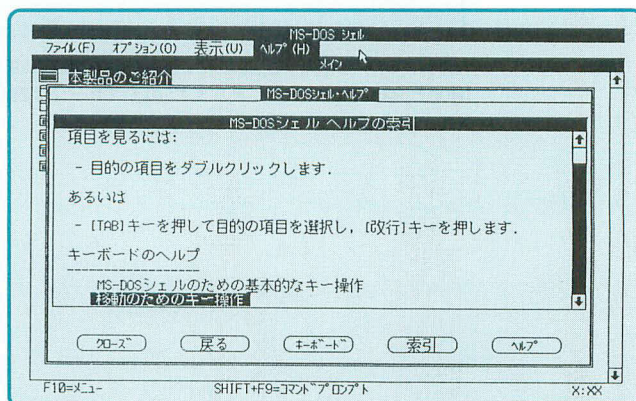 MS-DOS シェル
ファイル(F) オプション(O) 表示(U) ヘルプ(H)
メイン
本製品のご紹介
MS-DOSシェル・ヘルプ
MS-DOSシェル ヘルプの索引
項目を見るには:
- 目的の項目をダブルクリックします.
あるいは
- [TAB]キーを押して目的の項目を選択し, [改行]キーを押します.
キーボードのヘルプ
------------------
MS-DOSシェルのための基本的なキー操作
移動のためのキー操作
クローズ 戻る キーボード 索引 ヘルプ
F10=メニュー SHIFT+F9=コマンドプロンプト X:XX